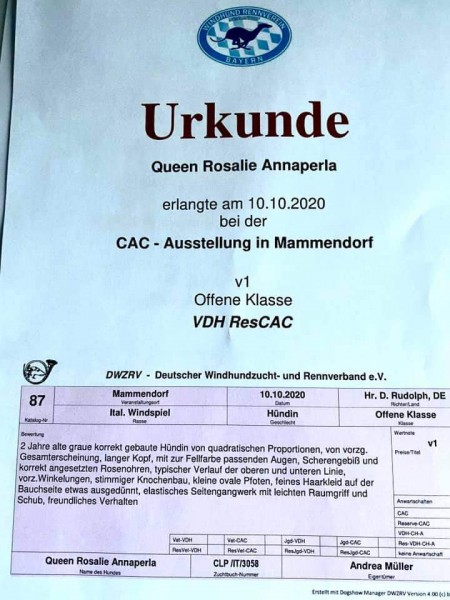 WINDHUND RENNVEREIN
BAYERN
Urkunde
Queen Rosalie Annaperla
erlangte am 10.10.2020
bei der
CAC - Ausstellung in Mammendorf
v1
Offene Klasse
VDH ResCAC
DWZRV - Deutscher Windhundzucht- und Rennverband e.V.
87 Mammendorf 10.10.2020 Hr. D. Rudolph, DE
Veranstaltungsort Datum Richter/Land
Katalog-Nr Ital. Windspiel Hündin Offene Klasse
Rasse Geschlecht Klasse
Bewertung Wertnote
2 Jahre alte graue korrekt gebaute Hündin von quadratischen Proportionen, von vorzg. v1
Gesamterscheinung, langer Kopf, mit zur Fellfarbe passenden Augen, Scherengebiß und Preise/Titel
korrekt angesetzten Rosenohren, typischer Verlauf der oberen und unteren Linie,
vorz.Winkelungen, stimmiger Knochenbau, kleine ovale Pfoten, feines Haarkleid auf der
Bauchseite etwas ausgedünnt, elastisches Seitengangwerk mit leichten Raumgriff und
Schub, freundliches Verhalten
Anwartschaften
CAC
Reserve-CAC
VDH-CH-A
Vet-VDH Vet-CAC Jgd-VDH Jgd-CAC Res-VDH-CH-A
ResVet-VDH ResVet-CAC ResJgd-VDH ResJgd-CAC keine Anwartschaft
Queen Rosalie Annaperla CLP /IT/3058 Andrea Müller
Name des Hundes Zuchtbuch-Nummer Eigentümer
Erstellt mit Dogshow Manager DWZRV Version 4.00 (c) b